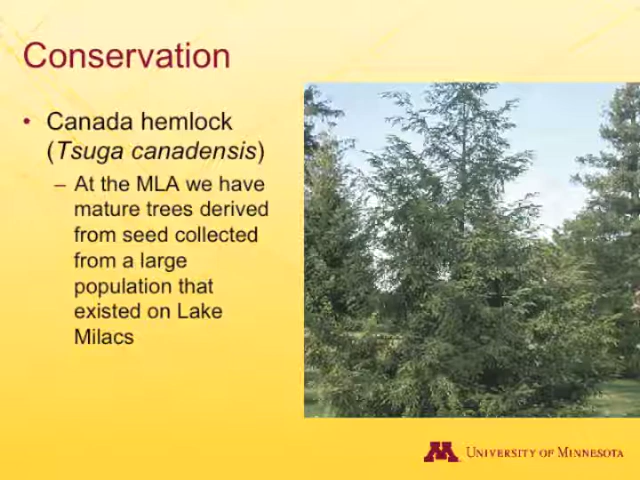 Conservation
• Canada hemlock
(Tsuga canadensis)
– At the MLA we have
mature trees derived
from seed collected
from a large
population that
existed on Lake
Milacs
M UNIVERSITY OF MINNESOTA